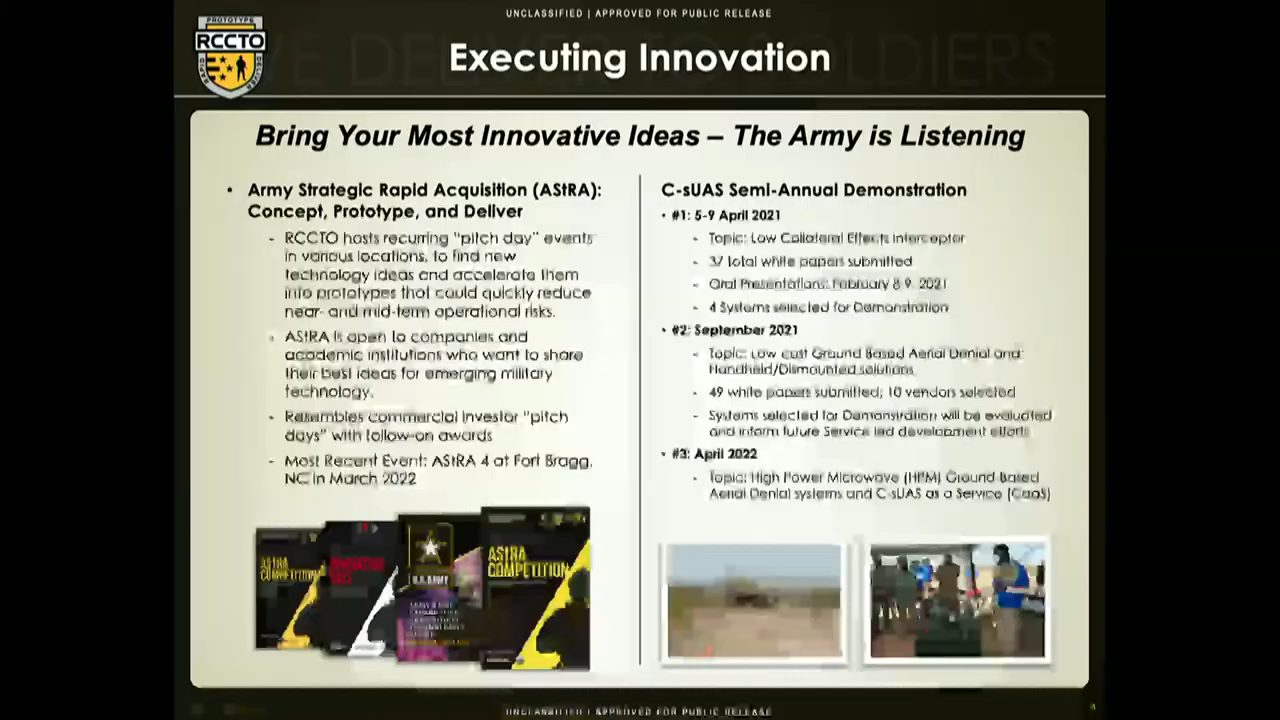 UNCLASSIFIED | APPROVED FOR PUBLIC RELEASE
PROTOTYPE
RCCTO
RAPID
DELIVER
WE DELIVER TO SOLDIERS
Executing Innovation
Bring Your Most Innovative Ideas – The Army is Listening
• Army Strategic Rapid Acquisition (AStRA):
Concept, Prototype, and Deliver
- RCCTO hosts recurring "pitch day" events
in various locations, to find new
technology ideas and accelerate them
into prototypes that could quickly reduce
near- and mid-term operational risks.
- AStRA is open to companies and
academic institutions who want to share
their best ideas for emerging military
technology.
- Resembles commercial investor "pitch
days" with follow-on awards
- Most Recent Event: AStRA 4 at Fort Bragg,
NC in March 2022
ASTRA
COMPETITION
INNOVATION
DAYS
U.S. ARMY
ASTRA
COMPETITION
C-sUAS Semi-Annual Demonstration
• #1: 5-9 April 2021
- Topic: Low Collateral Effects Interceptor
- 37 total white papers submitted
- Oral Presentations: February 8-9, 2021
- 4 Systems selected for Demonstration
• #2: September 2021
- Topic: Low cost Ground Based Aerial Denial and
Handheld/Dismounted solutions
- 49 white papers submitted; 10 vendors selected
- Systems selected for Demonstration will be evaluated
and inform future Service led development efforts
• #3: April 2022
- Topic: High Power Microwave (HPM) Ground Based
Aerial Denial systems and C-sUAS as a Service (CaaS)
UNCLASSIFIED | APPROVED FOR PUBLIC RELEASE